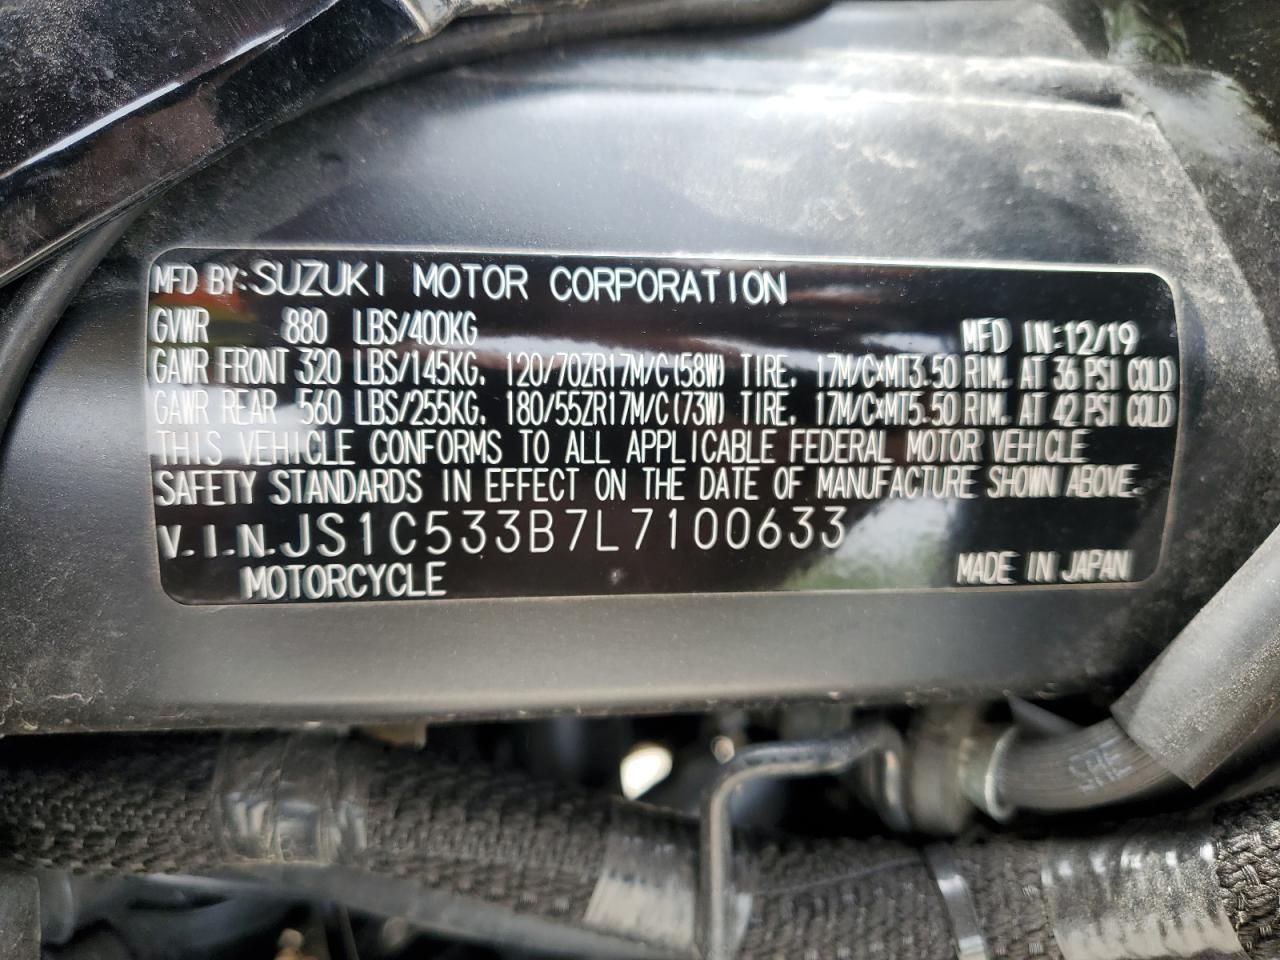 MFD BY: SUZUKI MOTOR CORPORATION
GVWR 880 LBS/400KG MFD IN: 12/19
GAWR FRONT 320 LBS/145KG. 120/70ZR17M/C(58W) TIRE. 17M/C×MT3.50 RIM. AT 36 PSI COLD
GAWR REAR 560 LBS/255KG. 180/55ZR17M/C(73W) TIRE. 17M/C×MT5.50 RIM. AT 42 PSI COLD
THIS VEHICLE CONFORMS TO ALL APPLICABLE FEDERAL MOTOR VEHICLE
SAFETY STANDARDS IN EFFECT ON THE DATE OF MANUFACTURE SHOWN ABOVE.
V.I.N. JS1C533B7L7100633
MOTORCYCLE MADE IN JAPAN
SAE